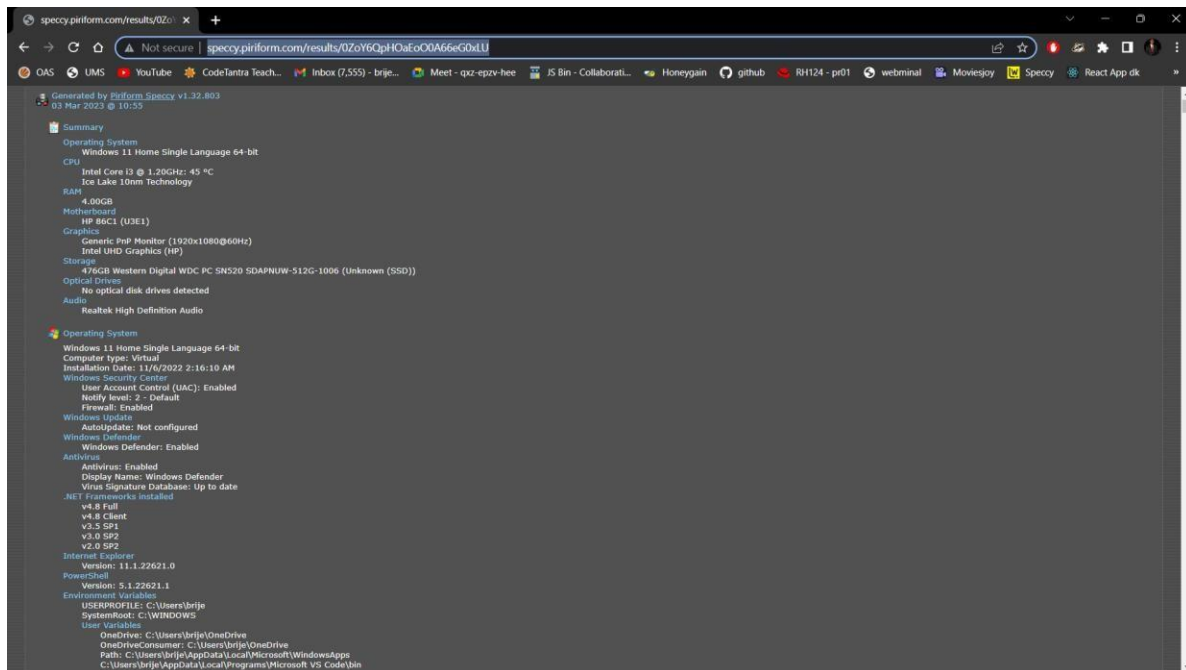 speccy.piriform.com/results/0Zo
Not secure | speccy.piriform.com/results/0ZoY6QpHOaEoO0A66eG0xLU
OAS UMS YouTube CodeTantra Teach... Inbox (7,555) - brije... Meet - qxz-epzv-hee JS Bin - Collaborati... Honeygain github RH124 - pr01 webminal Moviesjoy Speccy React App dk »
Generated by Piriform Speccy v1.32.803
03 Mar 2023 @ 10:55
Summary
Operating System
Windows 11 Home Single Language 64-bit
CPU
Intel Core i3 @ 1.20GHz: 45 °C
Ice Lake 10nm Technology
RAM
4.00GB
Motherboard
HP 86C1 (U3E1)
Graphics
Generic PnP Monitor (1920x1080@60Hz)
Intel UHD Graphics (HP)
Storage
476GB Western Digital WDC PC SN520 SDAPNUW-512G-1006 (Unknown (SSD))
Optical Drives
No optical disk drives detected
Audio
Realtek High Definition Audio
Operating System
Windows 11 Home Single Language 64-bit
Computer type: Virtual
Installation Date: 11/6/2022 2:16:10 AM
Windows Security Center
User Account Control (UAC): Enabled
Notify level: 2 - Default
Firewall: Enabled
Windows Update
AutoUpdate: Not configured
Windows Defender
Windows Defender: Enabled
Antivirus
Antivirus: Enabled
Display Name: Windows Defender
Virus Signature Database: Up to date
.NET Frameworks installed
v4.8 Full
v4.8 Client
v3.5 SP1
v3.0 SP2
v2.0 SP2
Internet Explorer
Version: 11.1.22621.0
PowerShell
Version: 5.1.22621.1
Environment Variables
USERPROFILE: C:\Users\brije
SystemRoot: C:\WINDOWS
User Variables
OneDrive: C:\Users\brije\OneDrive
OneDriveConsumer: C:\Users\brije\OneDrive
Path: C:\Users\brije\AppData\Local\Microsoft\WindowsApps
C:\Users\brije\AppData\Local\Programs\Microsoft VS Code\bin